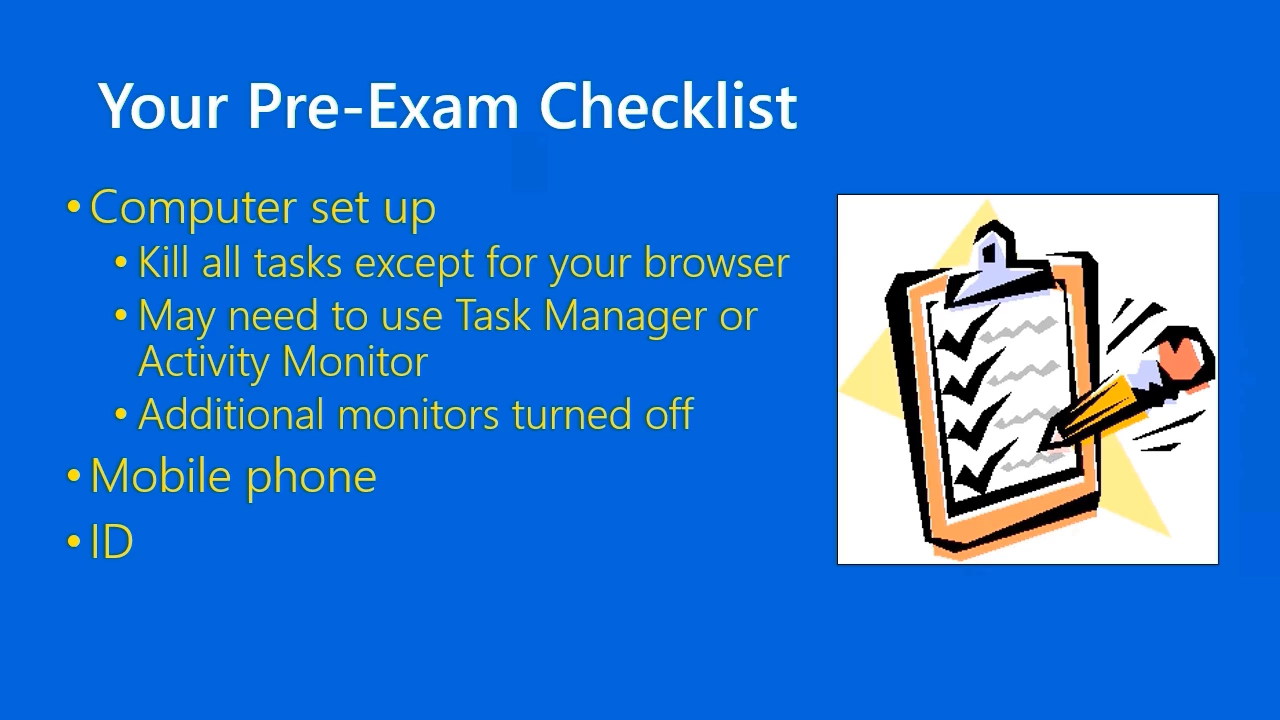 Your Pre-Exam Checklist
• Computer set up
• Kill all tasks except for your browser
• May need to use Task Manager or
Activity Monitor
• Additional monitors turned off
• Mobile phone
• ID